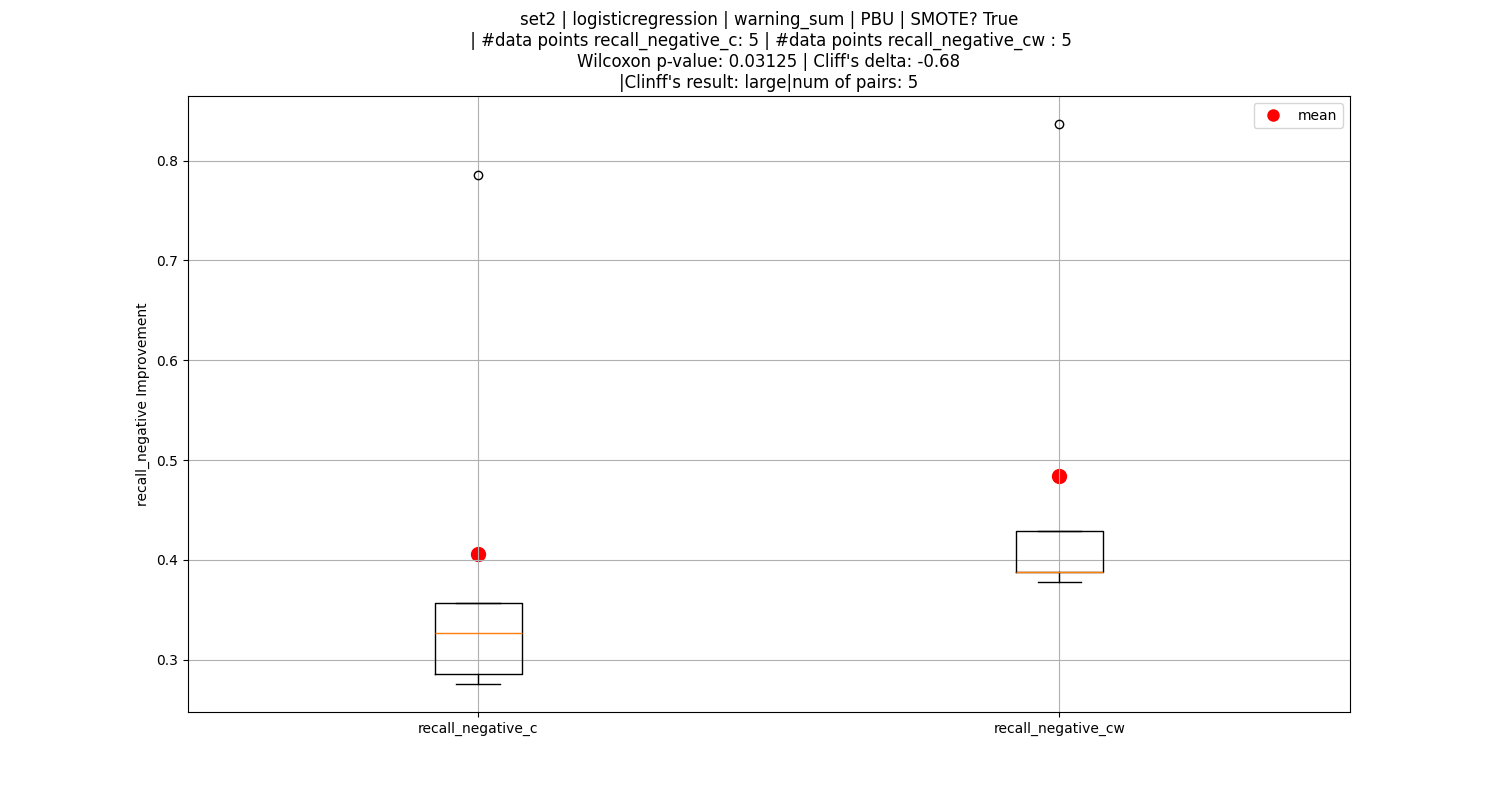 set2 | logisticregression | warning_sum | PBU | SMOTE? True
| #data points recall_negative_c: 5 | #data points recall_negative_cw : 5
Wilcoxon p-value: 0.03125 | Cliff's delta: -0.68
|Clinff's result: large|num of pairs: 5
mean
0.8
0.7
0.6
0.5
0.4
0.3
recall_negative Improvement
recall_negative_c
recall_negative_cw